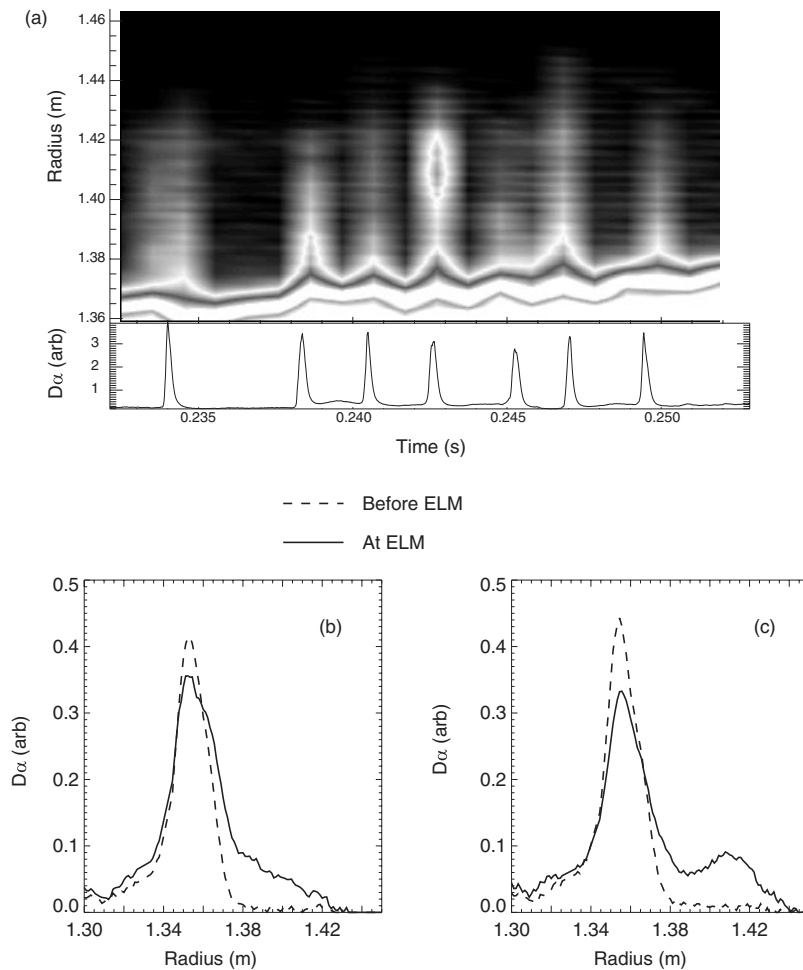 (a)
1.46
1.44
1.42
1.40
1.38
1.36
Radius (m)
3
2
1
Dα (arb)
0.235 0.240 0.245 0.250
Time (s)
Before ELM
At ELM
(b)
0.5
0.4
0.3
0.2
0.1
0.0
Dα (arb)
1.30 1.34 1.38 1.42
Radius (m)
(c)
0.5
0.4
0.3
0.2
0.1
0.0
Dα (arb)
1.30 1.34 1.38 1.42
Radius (m)